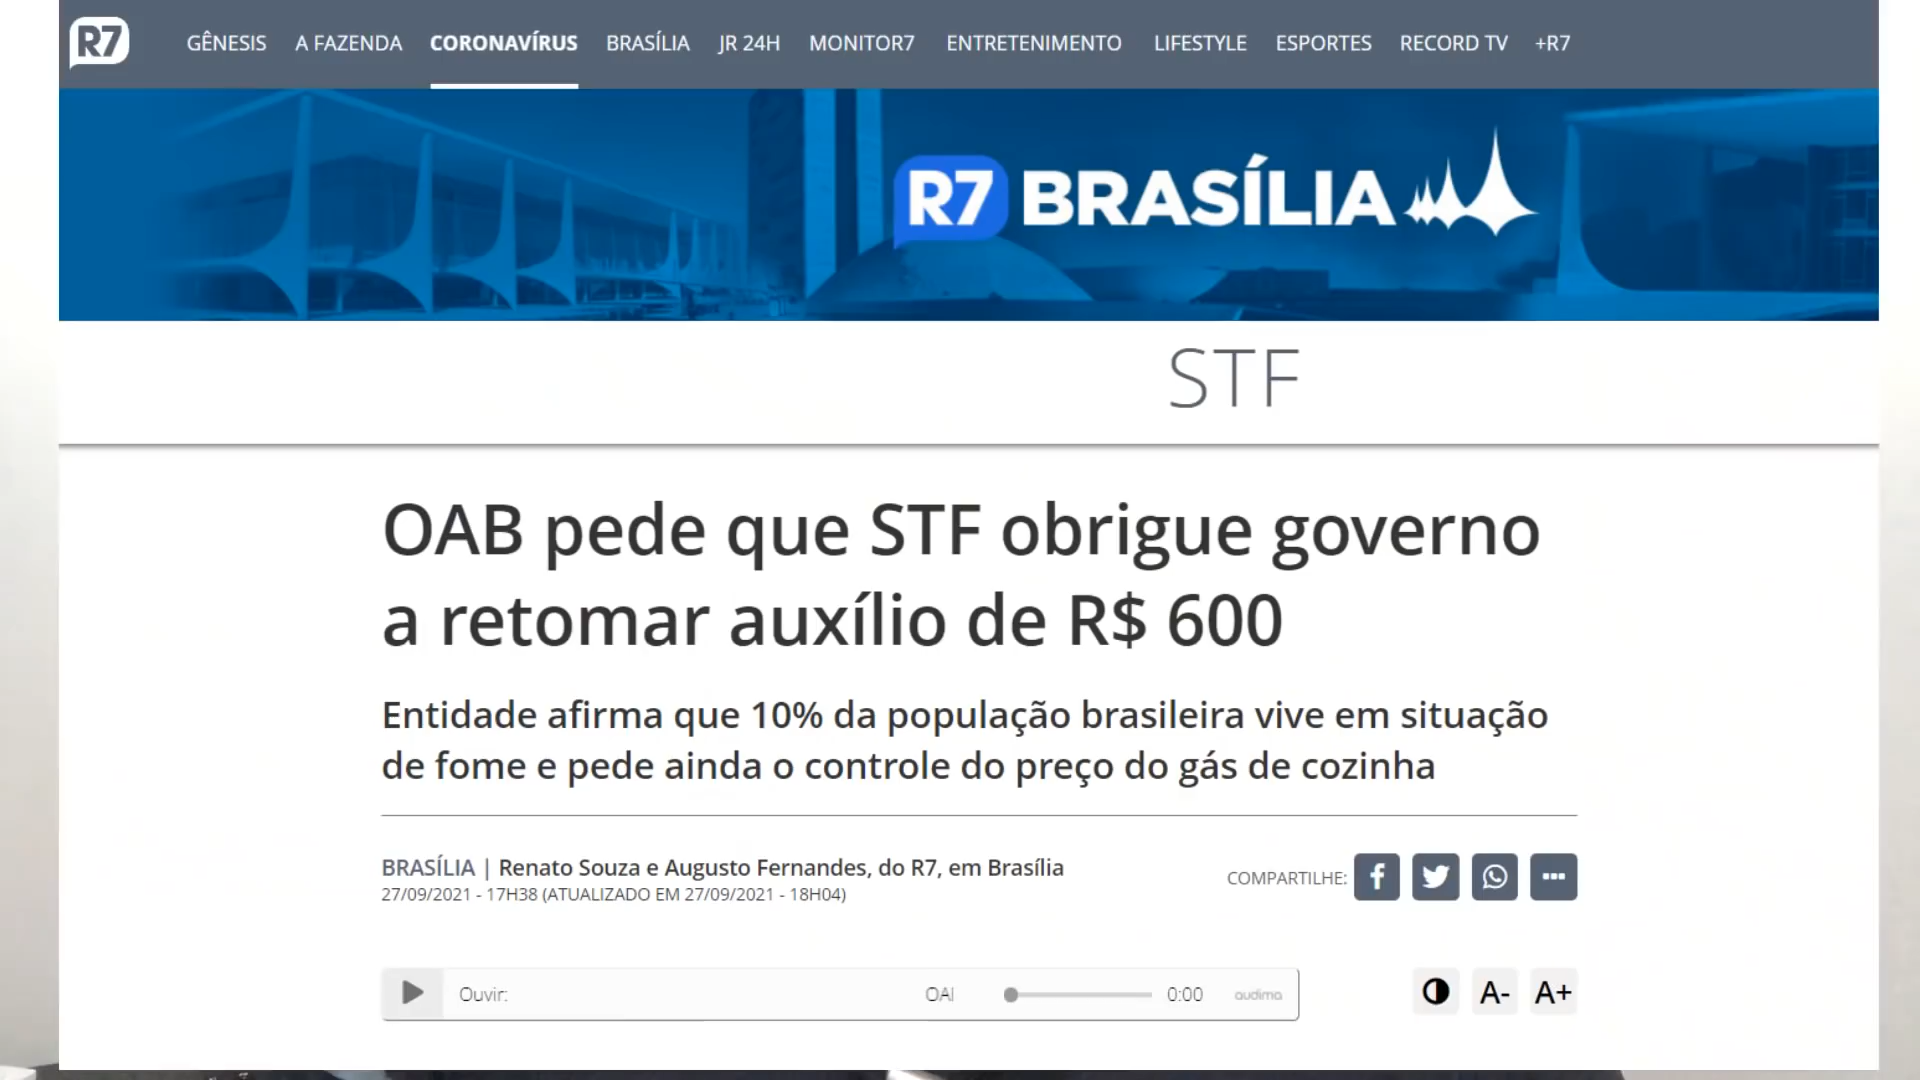 R7 GÊNESIS A FAZENDA CORONAVÍRUS BRASÍLIA JR 24H MONITOR7 ENTRETENIMENTO LIFESTYLE ESPORTES RECORD TV +R7
R7 BRASÍLIA
STF
OAB pede que STF obrigue governo
a retomar auxílio de R$ 600
Entidade afirma que 10% da população brasileira vive em situação
de fome e pede ainda o controle do preço do gás de cozinha
BRASÍLIA | Renato Souza e Augusto Fernandes, do R7, em Brasília
27/09/2021 - 17H38 (ATUALIZADO EM 27/09/2021 - 18H04)
COMPARTILHE:
Ouvir: OAI 0:00 audima
A- A+